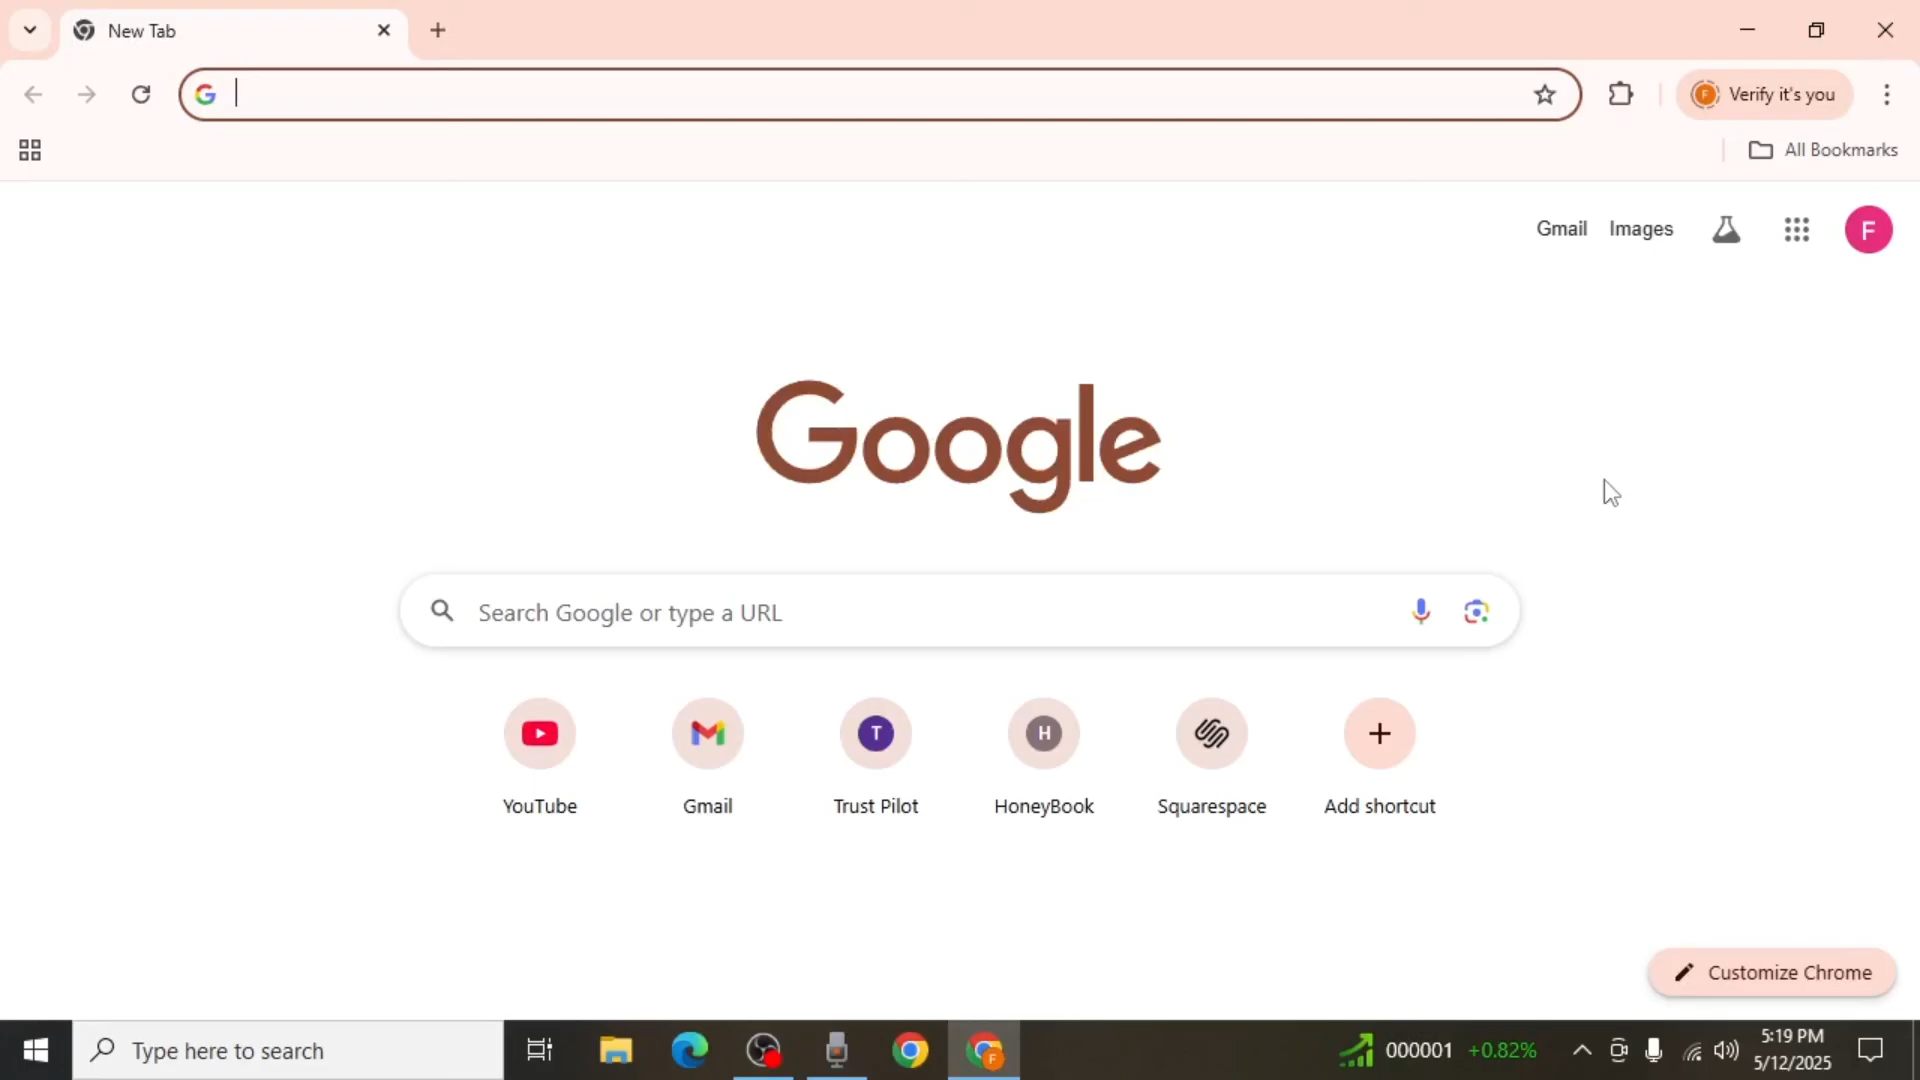 New Tab
Verify it's you
All Bookmarks
Gmail Images
F
Google
Search Google or type a URL
T
H
YouTube
Gmail
Trust Pilot
HoneyBook
Squarespace
Add shortcut
Customize Chrome
Type here to search
F
000001 +0.82%
5:19 PM
5/12/2025